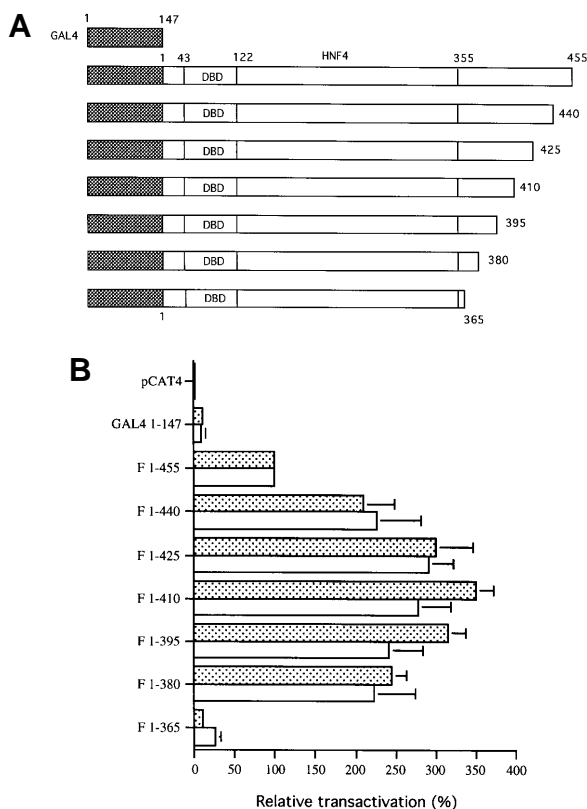 A
1 147
GAL4
1 43 122 HNF4 355 455
DBD
DBD 440
DBD 425
DBD 410
DBD 395
DBD 380
DBD
1 365
B
pCAT4
GAL4 1-147
F 1-455
F 1-440
F 1-425
F 1-410
F 1-395
F 1-380
F 1-365
0 50 100 150 200 250 300 350 400
Relative transactivation (%)